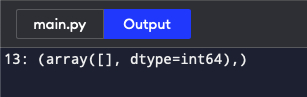 main.py
Output
13: (array([], dtype=int64),)